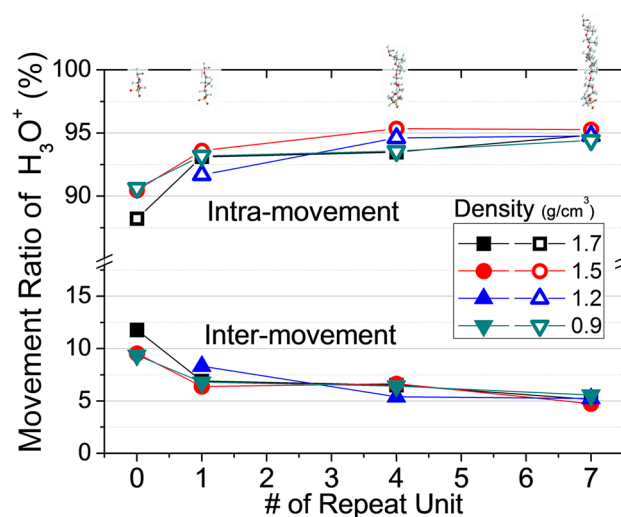 Movement Ratio of H₃O⁺ (%)
100
95
90
15
10
5
0
Intra-movement
Inter-movement
Density (g/cm³)
1.7
1.5
1.2
0.9
0 1 2 3 4 5 6 7
# of Repeat Unit